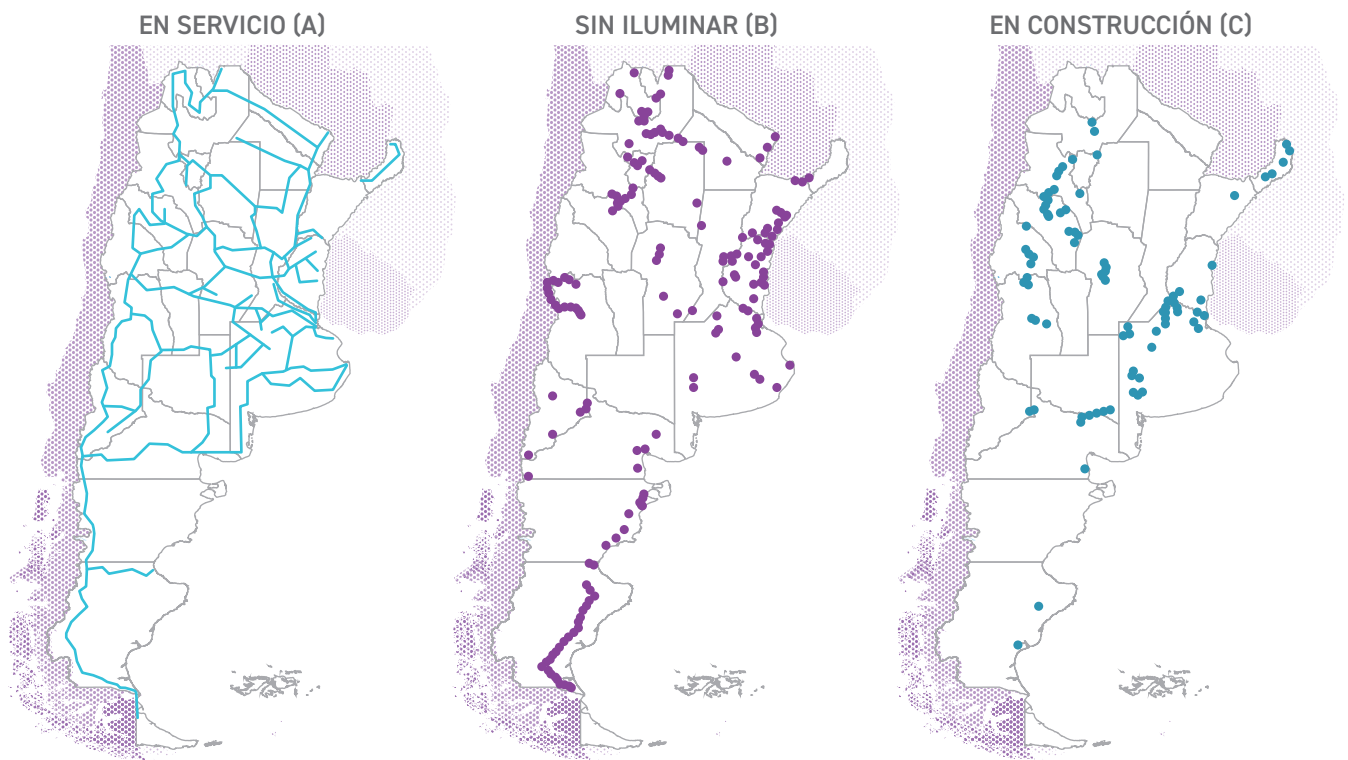 EN SERVICIO (A)
SIN ILUMINAR (B)
EN CONSTRUCCIÓN (C)